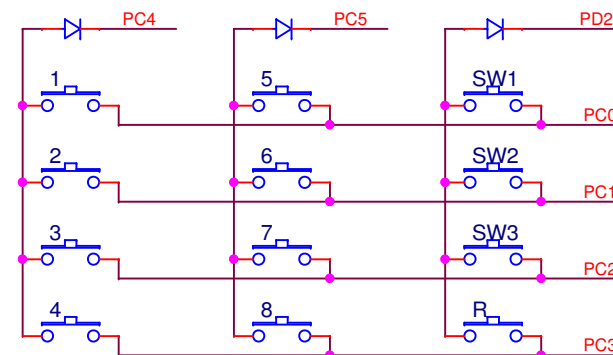 PC4 PC5 PD2
1 5 SW1
PC0
2 6 SW2
PC1
3 7 SW3
PC2
4 8 R
PC3